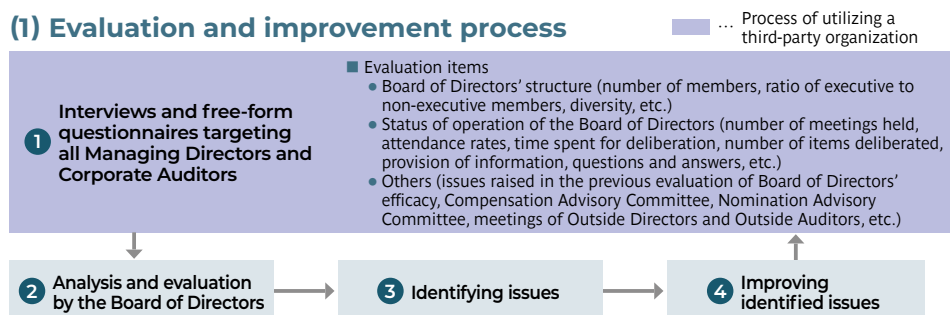 (1) Evaluation and improvement process
… Process of utilizing a
third-party organization
1 Interviews and free-form
questionnaires targeting
all Managing Directors and
Corporate Auditors
■ Evaluation items
● Board of Directors' structure (number of members, ratio of executive to
non-executive members, diversity, etc.)
● Status of operation of the Board of Directors (number of meetings held,
attendance rates, time spent for deliberation, number of items deliberated,
provision of information, questions and answers, etc.)
● Others (issues raised in the previous evaluation of Board of Directors'
efficacy, Compensation Advisory Committee, Nomination Advisory
Committee, meetings of Outside Directors and Outside Auditors, etc.)
2 Analysis and evaluation
by the Board of Directors
3 Identifying issues
4 Improving
identified issues